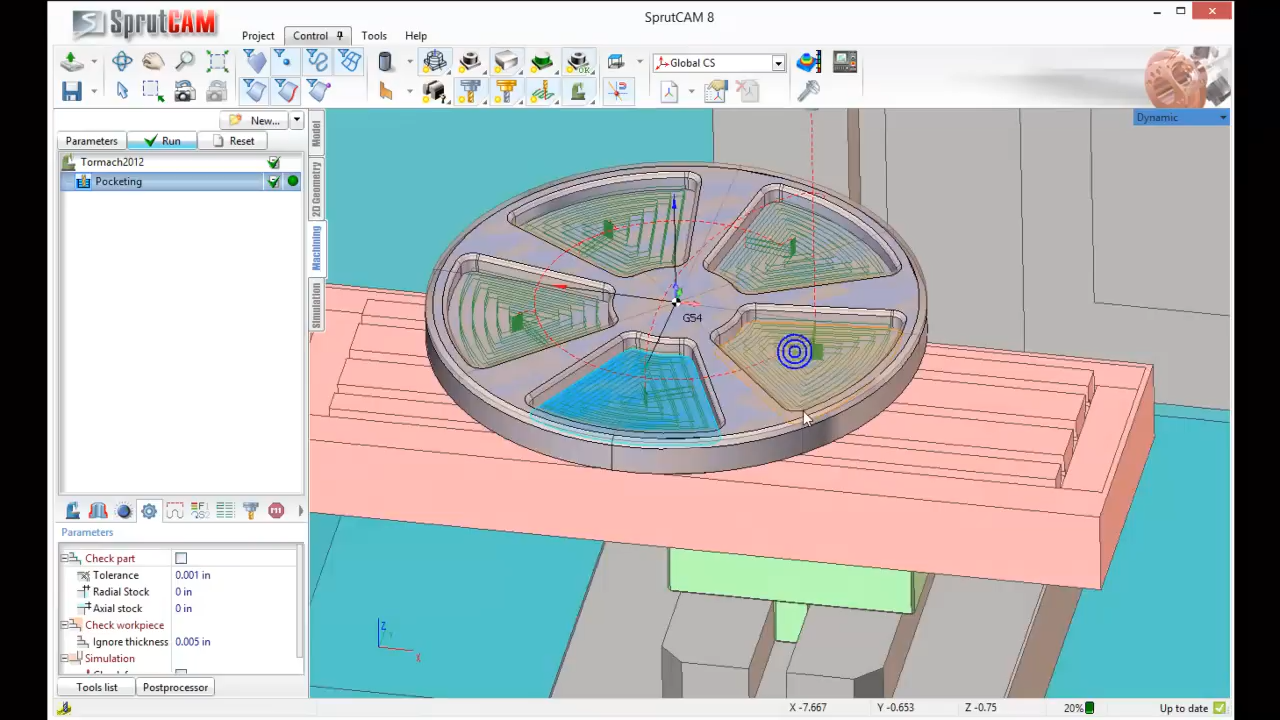 SprutCAM 8
SprutCAM
Project
Control
Tools
Help
Global CS
OK
New...
Parameters
Run
Reset
Tormach2012
Pocketing
Model
2D Geometry
Machining
Simulation
Dynamic
G54
Parameters
Check part
Tolerance 0.001 in
Radial Stock 0 in
Axial stock 0 in
Check workpiece
Ignore thickness 0.005 in
Simulation
Tools list
Postprocessor
Z
X
X -7.667
Y -0.653
Z -0.75
20%
Up to date